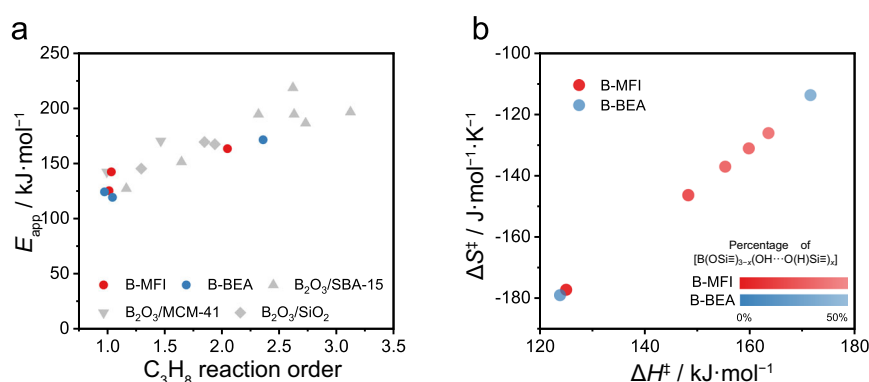 a
E_app / kJ·mol⁻¹
250
200
150
100
50
0
B-MFI
B-BEA
B₂O₃/SBA-15
B₂O₃/MCM-41
B₂O₃/SiO₂
1.0
1.5
2.0
2.5
3.0
3.5
C₃H₈ reaction order
b
ΔS‡ / J·mol⁻¹·K⁻¹
-100
-120
-140
-160
-180
B-MFI
B-BEA
Percentage of
[B(OSi≡)₃₋ₓ(OH···O(H)Si≡)ₓ]
B-MFI
B-BEA
0%
50%
120
140
160
180
ΔH‡ / kJ·mol⁻¹